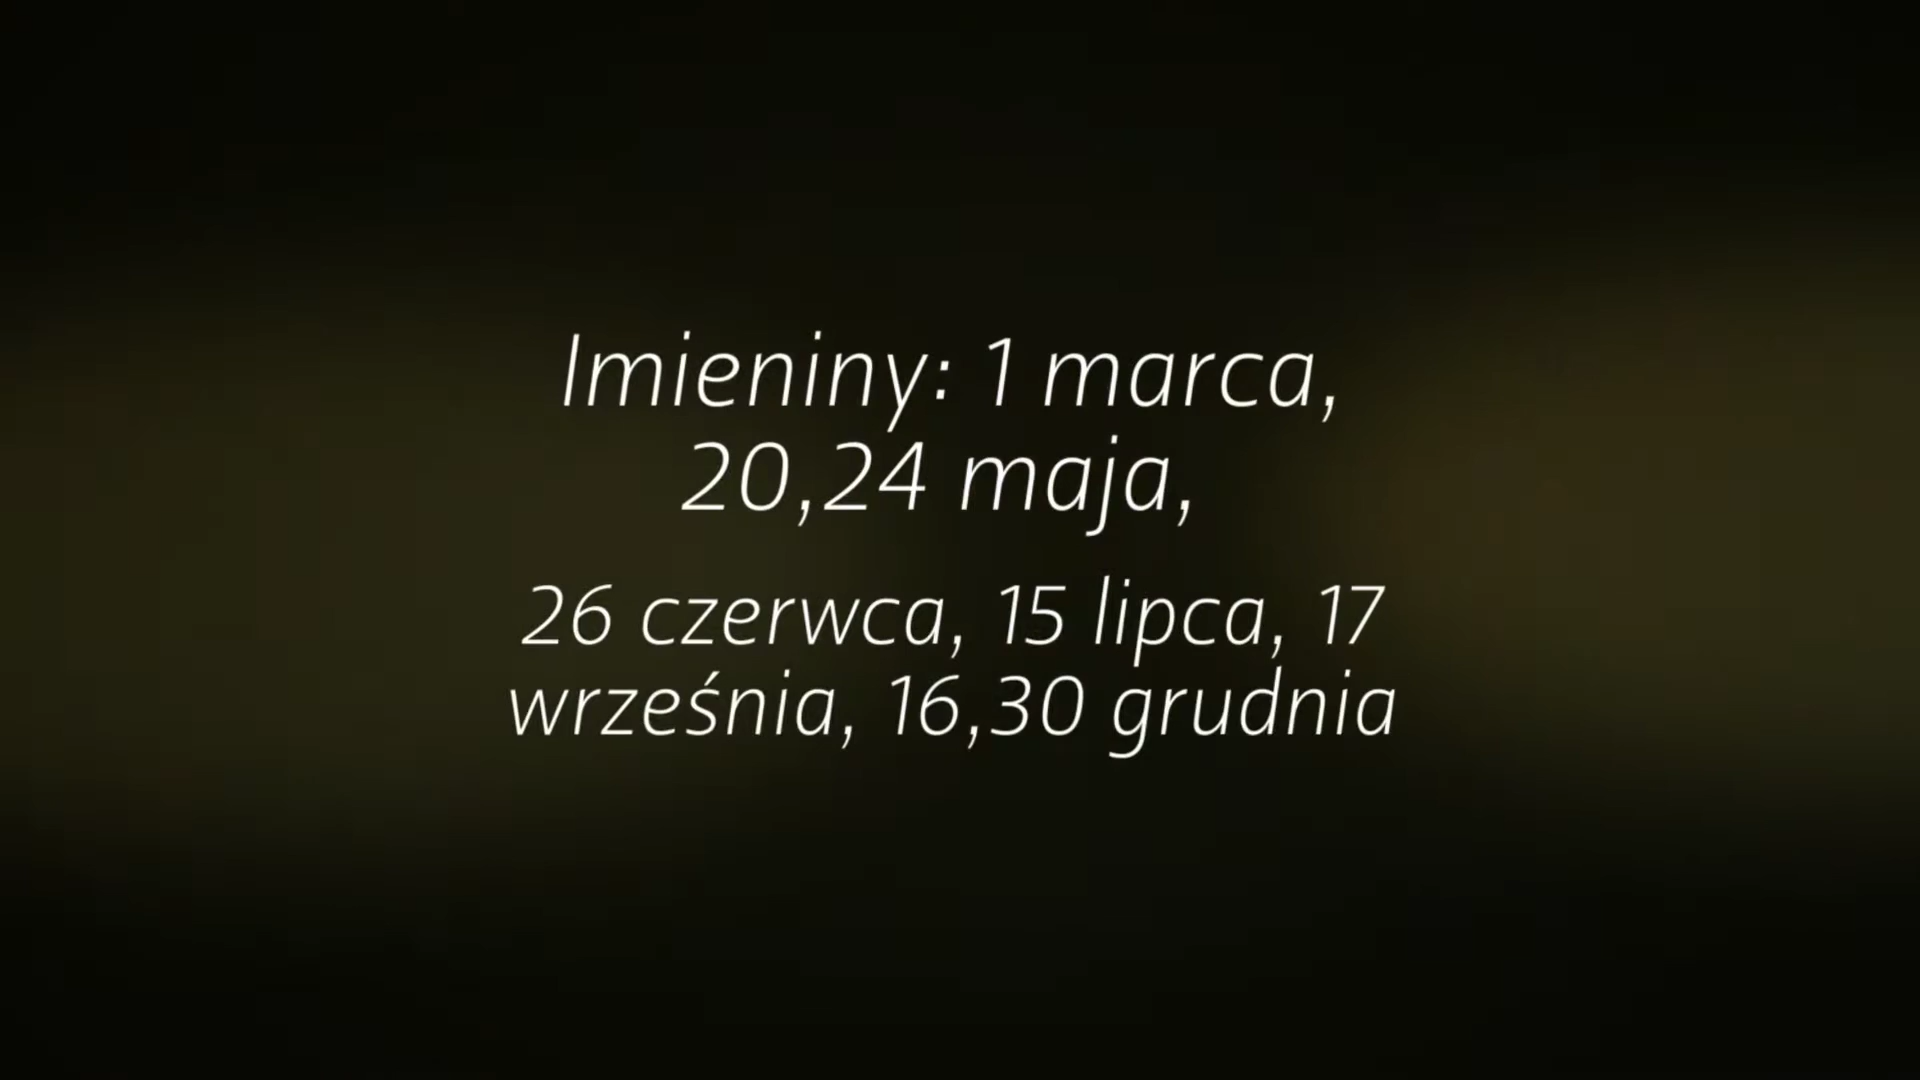 Imieniny: 1 marca,
20,24 maja,
26 czerwca, 15 lipca, 17
września, 16,30 grudnia